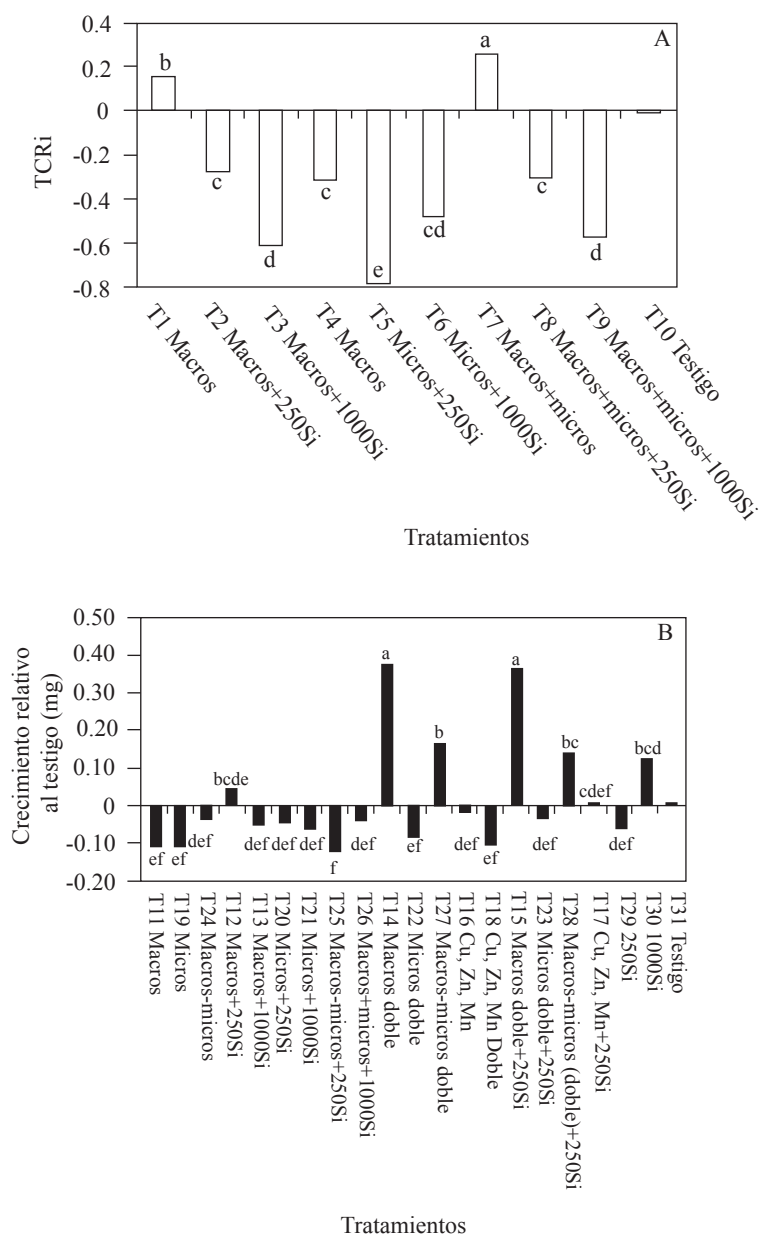 A
TCRi
0.4
0.2
0
-0.2
-0.4
-0.6
-0.8
b
c
d
c
e
cd
a
c
d
T1 Macros
T2 Macros+250Si
T3 Macros+1000Si
T4 Macros
T5 Micros+250Si
T6 Micros+1000Si
T7 Macros+micros
T8 Macros+micros+250Si
T9 Macros+micros+1000Si
T10 Testigo
Tratamientos
B
Crecimiento relativo
al testigo (mg)
0.50
0.40
0.30
0.20
0.10
0
-0.10
-0.20
ef
ef
def
bcde
def
def
def
f
def
a
ef
b
def
ef
a
def
bc
cdef
def
bcd
T11 Macros
T19 Micros
T24 Macros-micros
T12 Macros+250Si
T13 Macros+1000Si
T20 Micros+250Si
T21 Micros+1000Si
T25 Macros-micros+250Si
T26 Macros+micros+1000Si
T14 Macros doble
T22 Micros doble
T27 Macros-micros doble
T16 Cu, Zn, Mn
T18 Cu, Zn, Mn Doble
T15 Macros doble+250Si
T23 Micros doble+250Si
T28 Macros-micros (doble)+250Si
T17 Cu, Zn, Mn+250Si
T29 250Si
T30 1000Si
T31 Testigo
Tratamientos